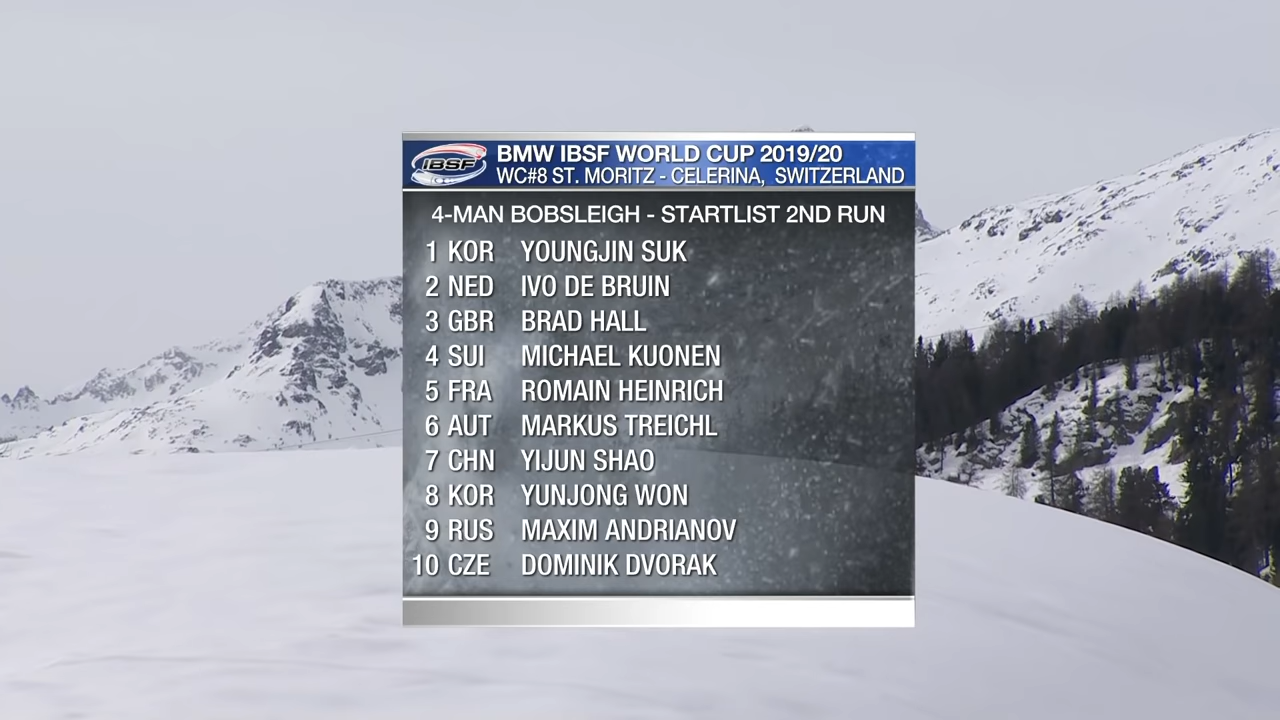 IBSF
BMW IBSF WORLD CUP 2019/20
WC#8 ST. MORITZ - CELERINA, SWITZERLAND
4-MAN BOBSLEIGH - STARTLIST 2ND RUN
1 KOR YOUNGJIN SUK
2 NED IVO DE BRUIN
3 GBR BRAD HALL
4 SUI MICHAEL KUONEN
5 FRA ROMAIN HEINRICH
6 AUT MARKUS TREICHL
7 CHN YIJUN SHAO
8 KOR YUNJONG WON
9 RUS MAXIM ANDRIANOV
10 CZE DOMINIK DVORAK